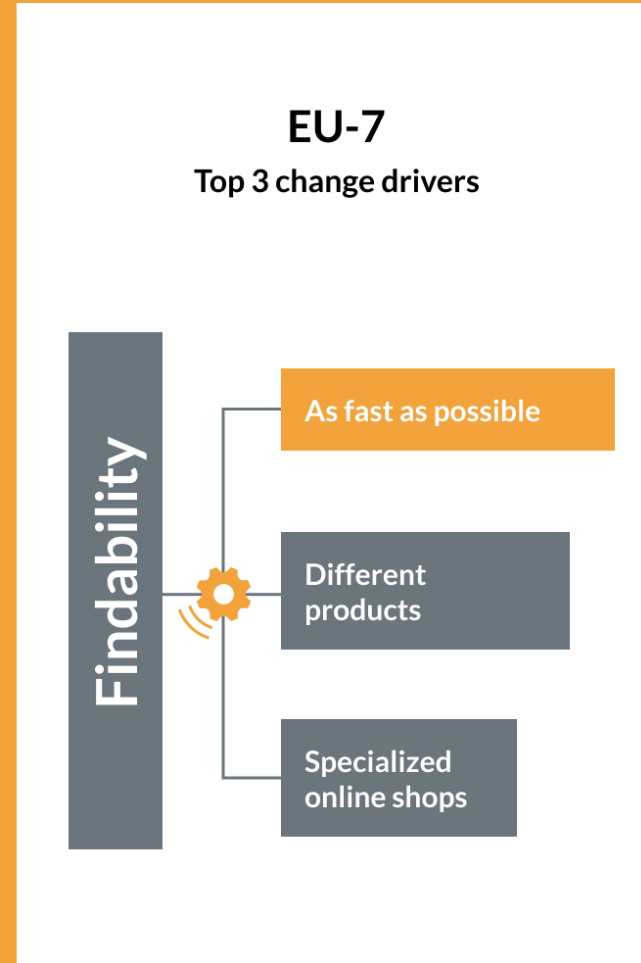 EU-7
Top 3 change drivers
Findability
As fast as possible
Different
products
Specialized
online shops